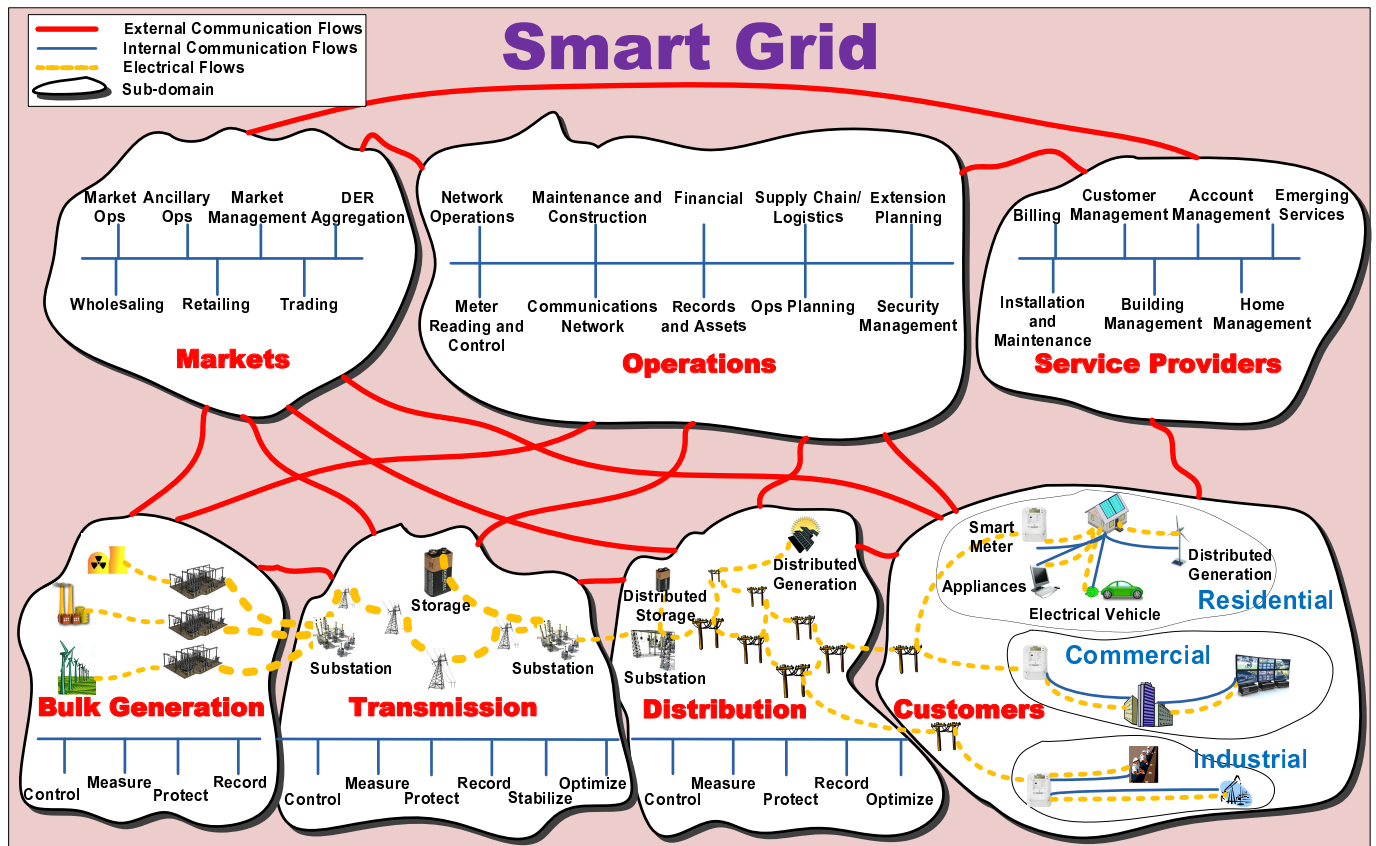 External Communication Flows
Internal Communication Flows
Electrical Flows
Sub-domain
Smart Grid
Market
Ops
Ancillary
Ops
Market
Management
DER
Aggregation
Wholesaling
Retailing
Trading
Markets
Network
Operations
Maintenance and
Construction
Financial
Supply Chain/
Logistics
Extension
Planning
Meter
Reading and
Control
Communications
Network
Records
and Assets
Ops Planning
Security
Management
Operations
Billing
Customer
Management
Account
Management
Emerging
Services
Installation
and
Maintenance
Building
Management
Home
Management
Service Providers
Bulk Generation
Control
Measure
Protect
Record
Storage
Substation
Substation
Transmission
Control
Measure
Protect
Record
Stabilize
Optimize
Distributed
Generation
Distributed
Storage
Substation
Distribution
Control
Measure
Protect
Record
Optimize
Smart
Meter
Appliances
Electrical Vehicle
Distributed
Generation
Residential
Commercial
Customers
Industrial